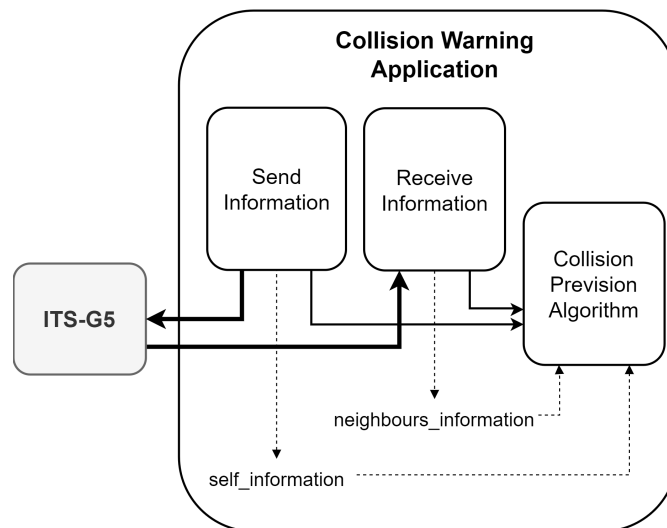 Collision Warning
Application
Send
Information
Receive
Information
Collision
Prevision
Algorithm
ITS-G5
neighbours_information
self_information